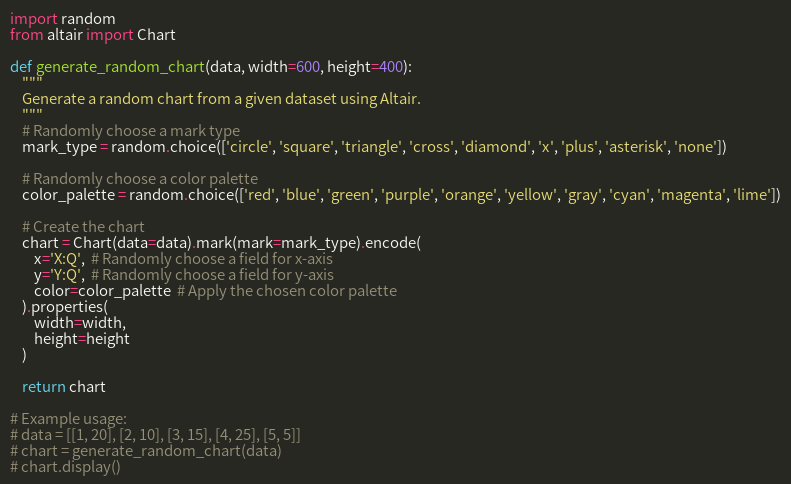 import random
from altair import Chart

def generate_random_chart(data, width=600, height=400):
    """
    Generate a random chart from a given dataset using Altair.
    """
    # Randomly choose a mark type
    mark_type = random.choice(['circle', 'square', 'triangle', 'cross', 'diamond', 'x', 'plus', 'asterisk', 'none'])

    # Randomly choose a color palette
    color_palette = random.choice(['red', 'blue', 'green', 'purple', 'orange', 'yellow', 'gray', 'cyan', 'magenta', 'lime'])

    # Create the chart
    chart = Chart(data=data).mark(mark=mark_type).encode(
        x='X:Q',  # Randomly choose a field for x-axis
        y='Y:Q',  # Randomly choose a field for y-axis
        color=color_palette  # Apply the chosen color palette
    ).properties(
        width=width,
        height=height
    )

    return chart

# Example usage:
# data = [[1, 20], [2, 10], [3, 15], [4, 25], [5, 5]]
# chart = generate_random_chart(data)
# chart.display()